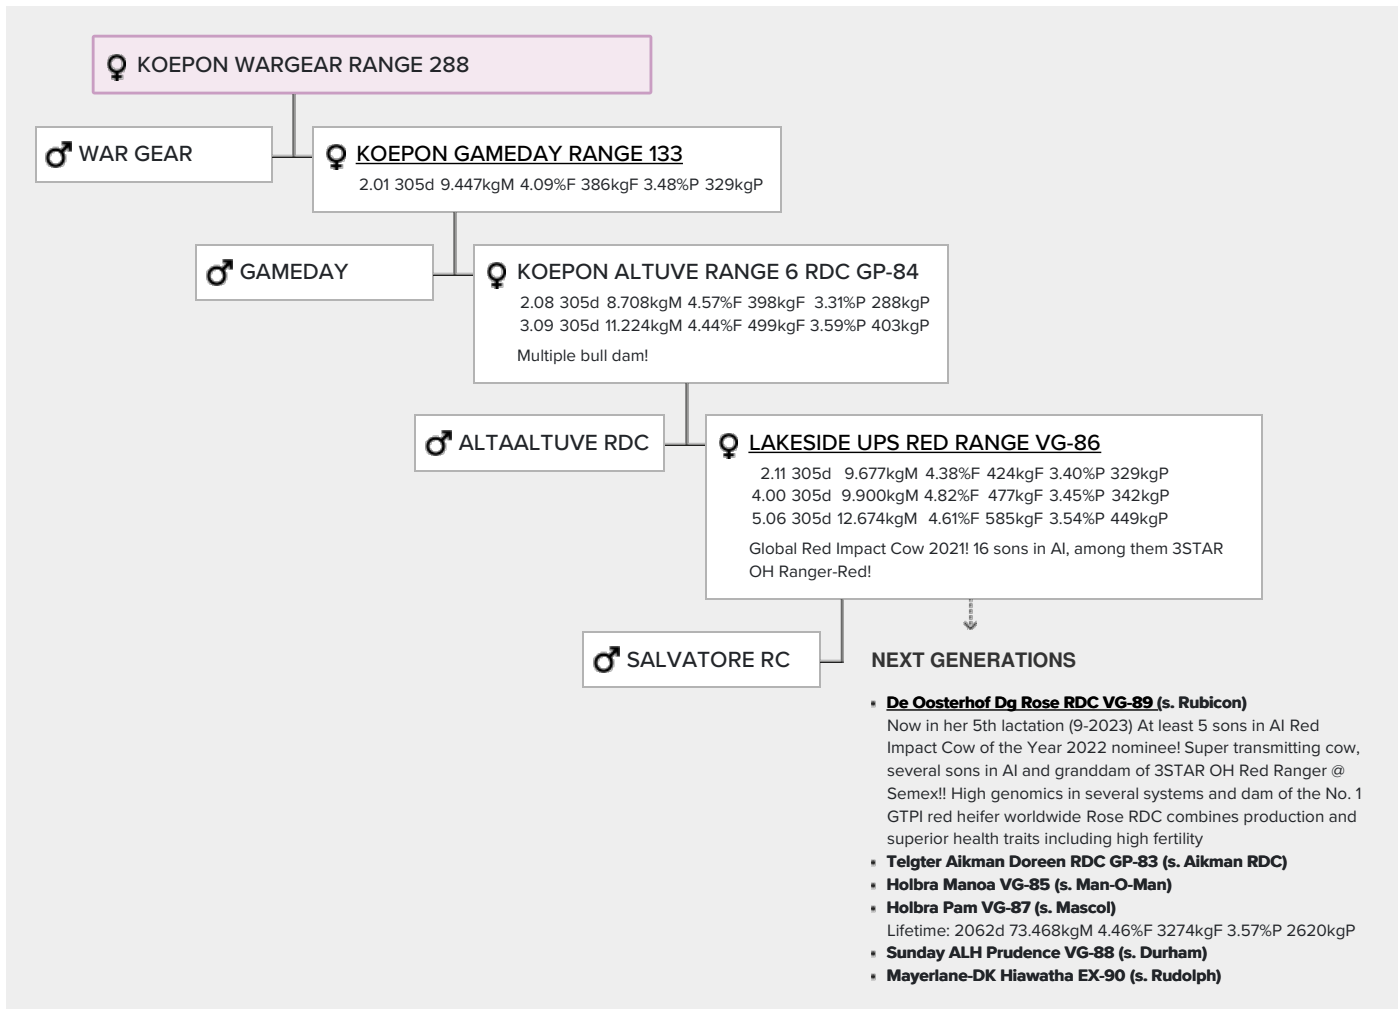 KOEPON WARGEAR RANGE 288
WAR GEAR
KOEPON GAMEDAY RANGE 133
2.01 305d 9.447kgM 4.09%F 386kgF 3.48%P 329kgP
GAMEDAY
KOEPON ALTUVE RANGE 6 RDC GP-84
2.08 305d 8.708kgM 4.57%F 398kgF 3.31%P 288kgP
3.09 305d 11.224kgM 4.44%F 499kgF 3.59%P 403kgP
Multiple bull dam!
ALTAALTUVE RDC
LAKESIDE UPS RED RANGE VG-86
2.11 305d 9.677kgM 4.38%F 424kgF 3.40%P 329kgP
4.00 305d 9.900kgM 4.82%F 477kgF 3.45%P 342kgP
5.06 305d 12.674kgM 4.61%F 585kgF 3.54%P 449kgP
Global Red Impact Cow 2021! 16 sons in AI, among them 3STAR
OH Ranger-Red!
SALVATORE RC
NEXT GENERATIONS
De Oosterhof Dg Rose RDC VG-89 (s. Rubicon)
Now in her 5th lactation (9-2023) At least 5 sons in AI Red
Impact Cow of the Year 2022 nominee! Super transmitting cow,
several sons in AI and granddam of 3STAR OH Red Ranger @
Semex!! High genomics in several systems and dam of the No. 1
GTPI red heifer worldwide Rose RDC combines production and
superior health traits including high fertility
Telgter Aikman Doreen RDC GP-83 (s. Aikman RDC)
Holbra Manoa VG-85 (s. Man-O-Man)
Holbra Pam VG-87 (s. Mascol)
Lifetime: 2062d 73.468kgM 4.46%F 3274kgF 3.57%P 2620kgP
Sunday ALH Prudence VG-88 (s. Durham)
Mayerlane-DK Hiawatha EX-90 (s. Rudolph)